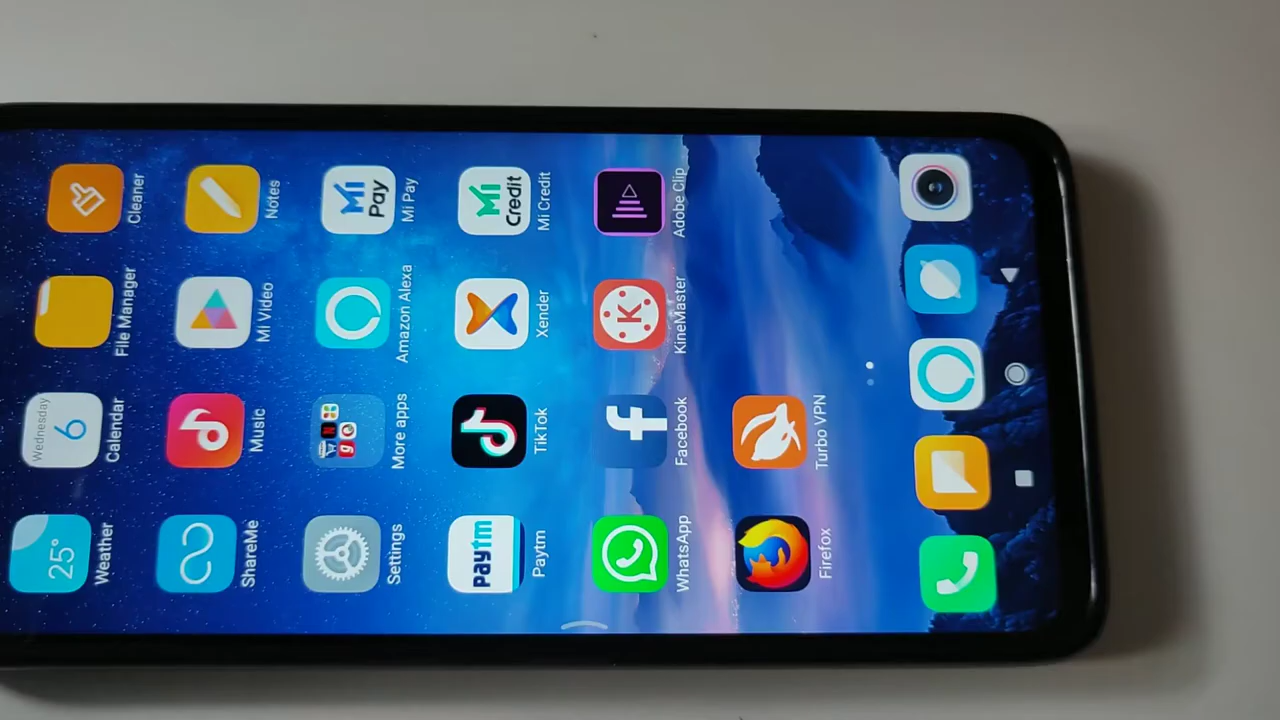 25°
Weather
Wednesday
6
Calendar
File Manager
Cleaner
ShareMe
Music
Mi Video
Notes
Settings
More apps
Amazon Alexa
Mi
Pay
Mi Pay
Paytm
Paytm
TikTok
Xender
Mi
Credit
Mi Credit
WhatsApp
f
Facebook
K
KineMaster
Adobe Clip
Firefox
Turbo VPN